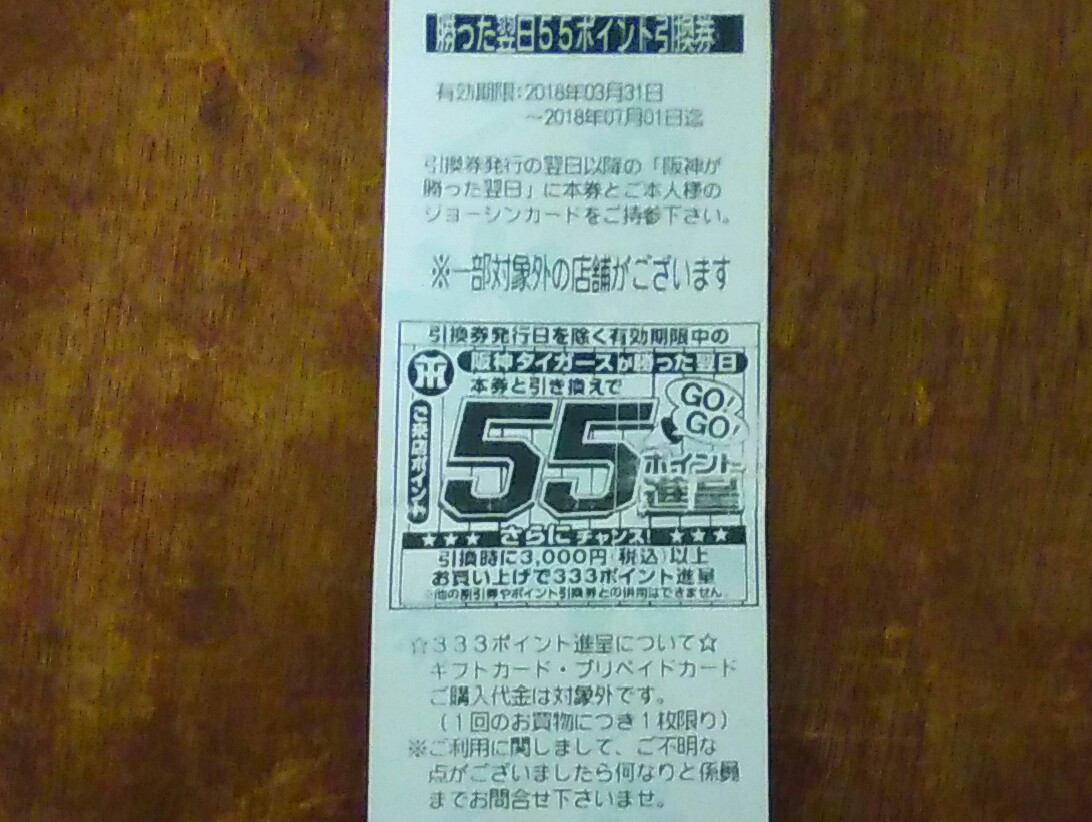 勝った翌日55ポイント引換券
有効期限:2018年03月31日
～2018年07月01日迄
引換券発行の翌日以降の「阪神が
勝った翌日」に本券とご本人様の
ジョーシンカードをご持参下さい。
※一部対象外の店舗がございます
引換券発行日を除く有効期限中の
阪神タイガースが勝った翌日
本券と引き換えで
ご来店ポイント
55
GO!
GO!
ポイント
進呈
★★★ さらにチャンス! ★★★
引換時に3,000円(税込)以上
お買い上げで333ポイント進呈
※他の割引券やポイント引換券との併用はできません。
☆333ポイント進呈について☆
ギフトカード・プリペイドカード
ご購入代金は対象外です。
(1回のお買物につき1枚限り)
※ご利用に関しまして、ご不明な
点がございましたら何なりと係員
までお問合せ下さいませ。